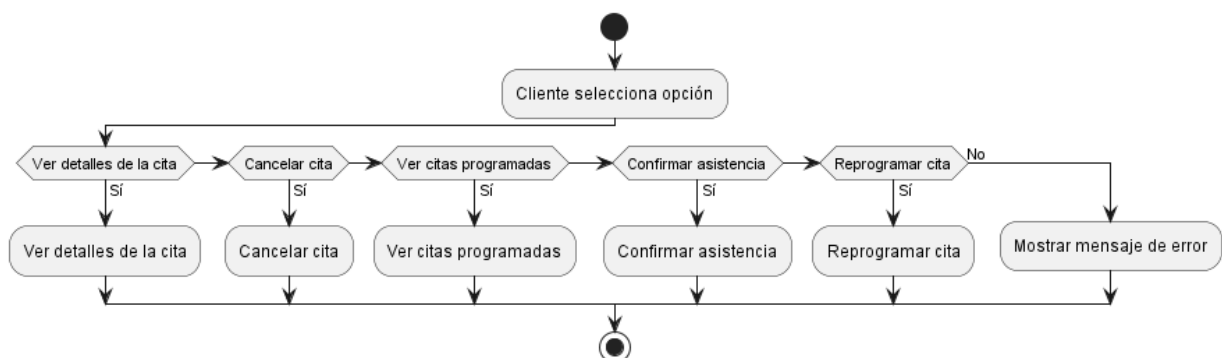 Cliente selecciona opción
Ver detalles de la cita
Cancelar cita
Ver citas programadas
Confirmar asistencia
Reprogramar cita
No
Sí
Sí
Sí
Sí
Sí
Ver detalles de la cita
Cancelar cita
Ver citas programadas
Confirmar asistencia
Reprogramar cita
Mostrar mensaje de error